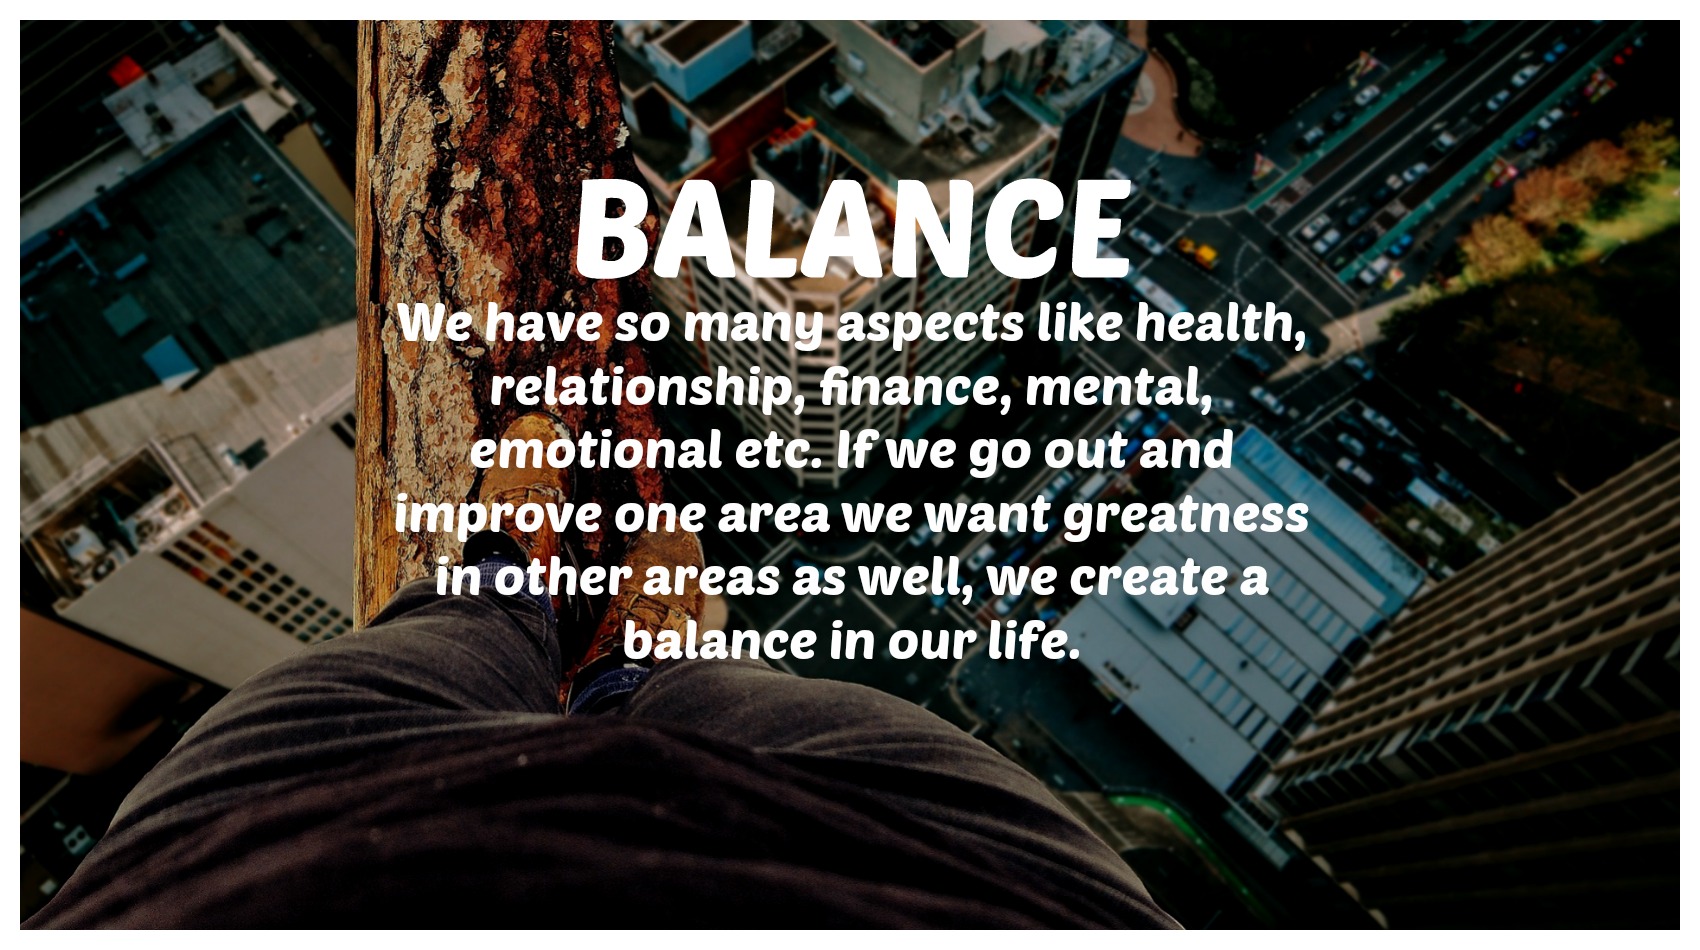 BALANCE
We have so many aspects like health,
relationship, finance, mental,
emotional etc. If we go out and
improve one area we want greatness
in other areas as well, we create a
balance in our life.